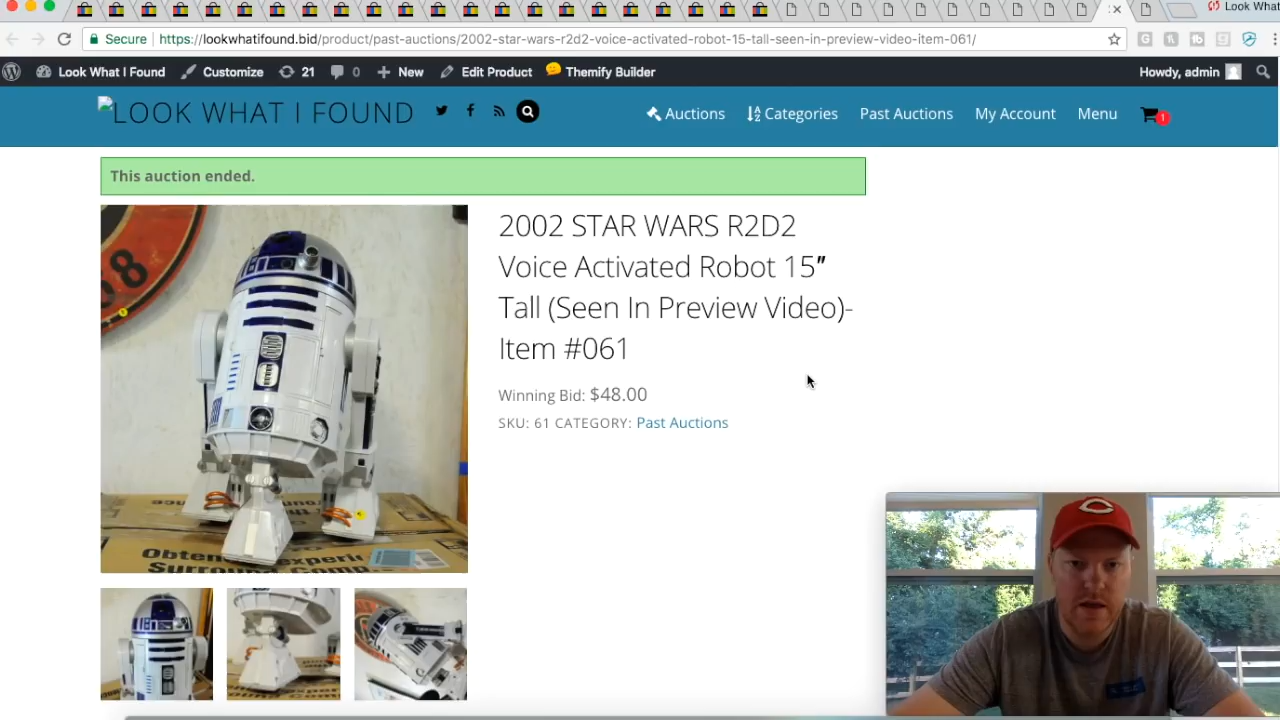 Look What
Secure
https://lookwhatifound.bid/product/past-auctions/2002-star-wars-r2d2-voice-activated-robot-15-tall-seen-in-preview-video-item-061/
Look What I Found
Customize
21
0
New
Edit Product
Themify Builder
Howdy, admin
LOOK WHAT I FOUND
Auctions
Categories
Past Auctions
My Account
Menu
1
This auction ended.
2002 STAR WARS R2D2
Voice Activated Robot 15″
Tall (Seen In Preview Video)-
Item #061
Winning Bid: $48.00
SKU: 61 CATEGORY: Past Auctions